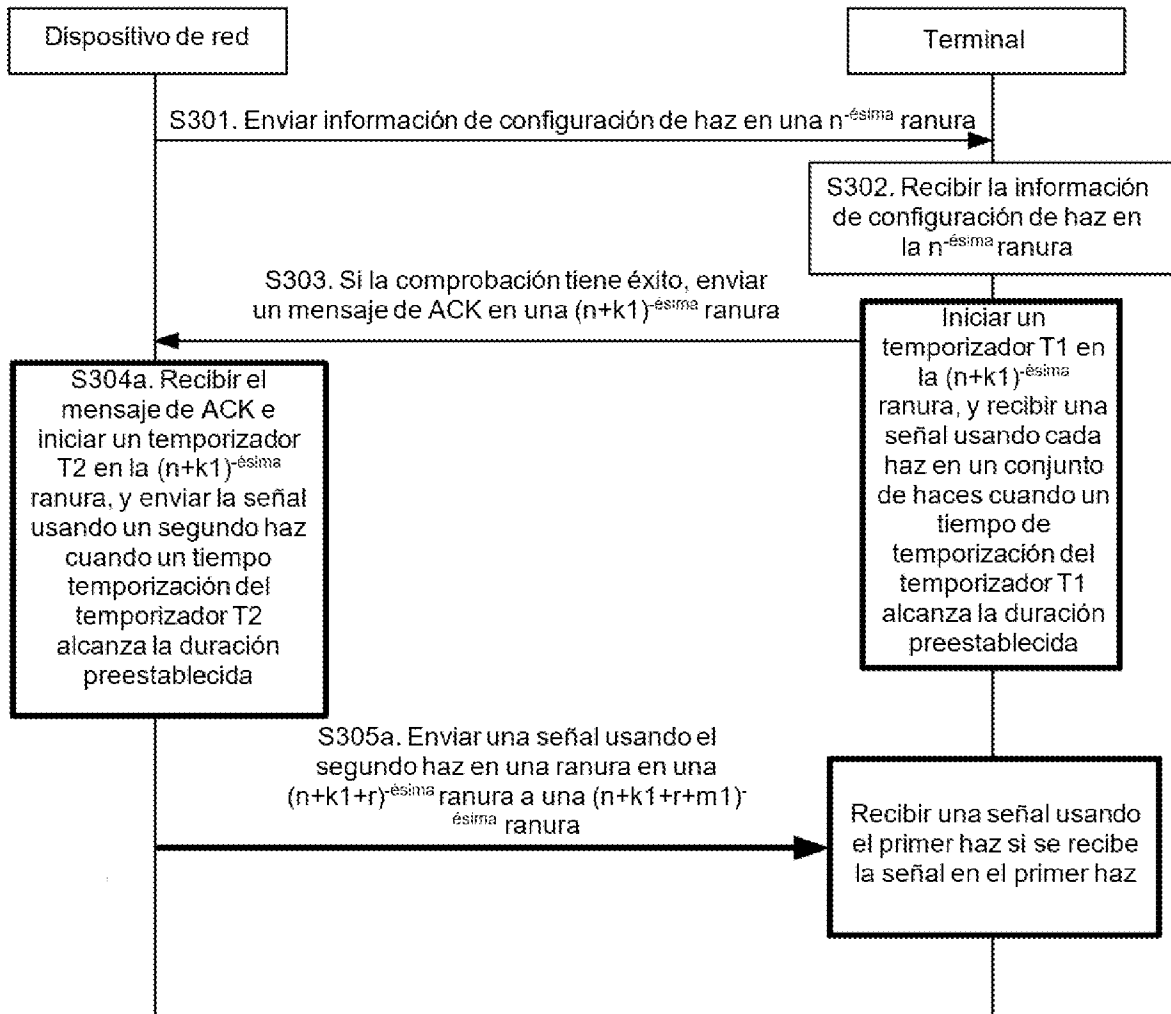 Dispositivo de red
Terminal
S301. Enviar información de configuración de haz en una n-ésima ranura
S302. Recibir la información
de configuración de haz en
la n-ésima ranura
S303. Si la comprobación tiene éxito, enviar
un mensaje de ACK en una (n+k1)-ésima ranura
Iniciar un
temporizador T1 en
la (n+k1)-ésima
ranura, y recibir una
señal usando cada
haz en un conjunto
de haces cuando un
tiempo de
temporización del
temporizador T1
alcanza la duración
preestablecida
S304a. Recibir el
mensaje de ACK e
iniciar un temporizador
T2 en la (n+k1)-ésima
ranura, y enviar la señal
usando un segundo haz
cuando un tiempo
temporización del
temporizador T2
alcanza la duración
preestablecida
S305a. Enviar una señal usando el
segundo haz en una ranura en una
(n+k1+r)-ésima ranura a una (n+k1+r+m1)-
ésima ranura
Recibir una señal usando
el primer haz si se recibe
la señal en el primer haz